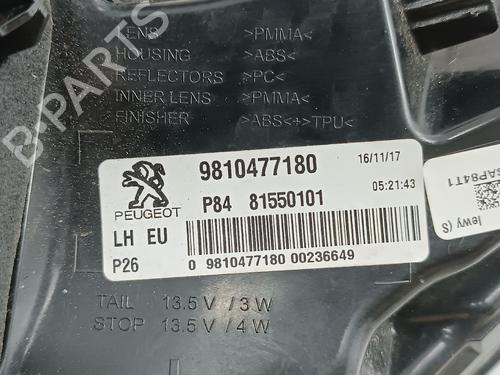 LENS >PMMA<
HOUSING >ABS<
REFLECTORS >PC<
INNER LENS >PMMA<
FINISHER >ABS<+>TPU<
9810477180 16/11/17
P84 81550101 05:21:43
PEUGEOT
LH EU
P26 0 9810477180 00236649
TAIL 13.5 V / 3 W
STOP 13.5 V / 4 W
lewy (S)